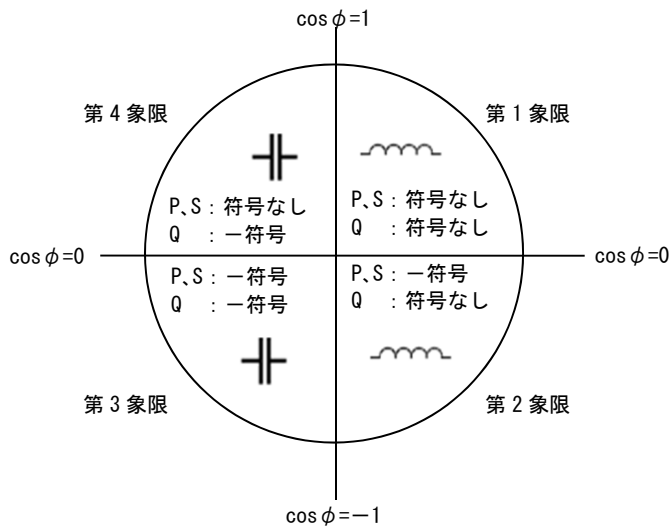 cosφ=1
第4象限
第1象限
P、S：符号なし
Q ：－符号
P、S：符号なし
Q ：符号なし
cosφ=0
cosφ=0
P、S：－符号
Q ：－符号
P、S：－符号
Q ：符号なし
第3象限
第2象限
cosφ=－1